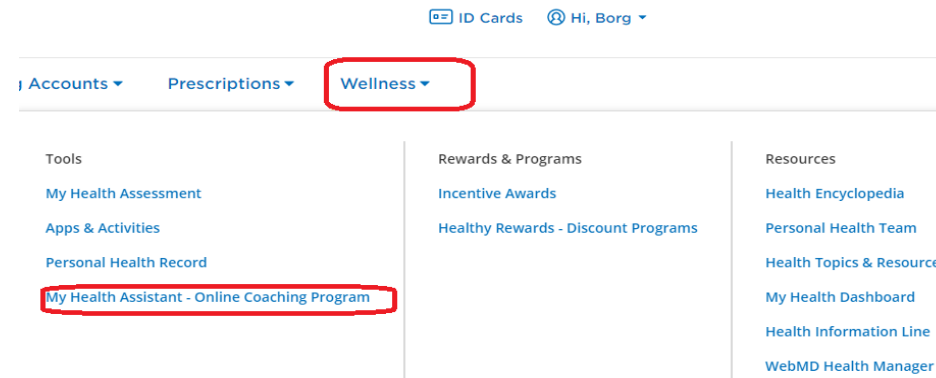 ID Cards Hi, Borg
Accounts Prescriptions Wellness
Tools
My Health Assessment
Apps & Activities
Personal Health Record
My Health Assistant - Online Coaching Program
Rewards & Programs
Incentive Awards
Healthy Rewards - Discount Programs
Resources
Health Encyclopedia
Personal Health Team
Health Topics & Resource
My Health Dashboard
Health Information Line
WebMD Health Manager